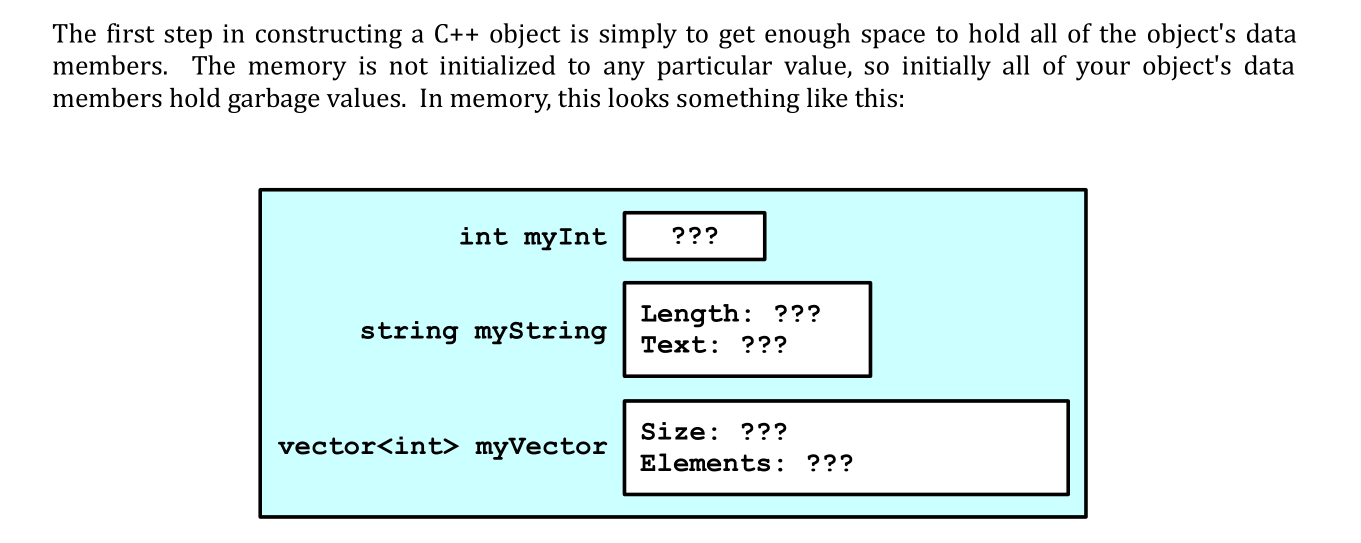 The first step in constructing a C++ object is simply to get enough space to hold all of the object's data
members. The memory is not initialized to any particular value, so initially all of your object's data
members hold garbage values. In memory, this looks something like this:
int myInt ???
string myString
Length: ???
Text: ???
vector<int> myVector
Size: ???
Elements: ???